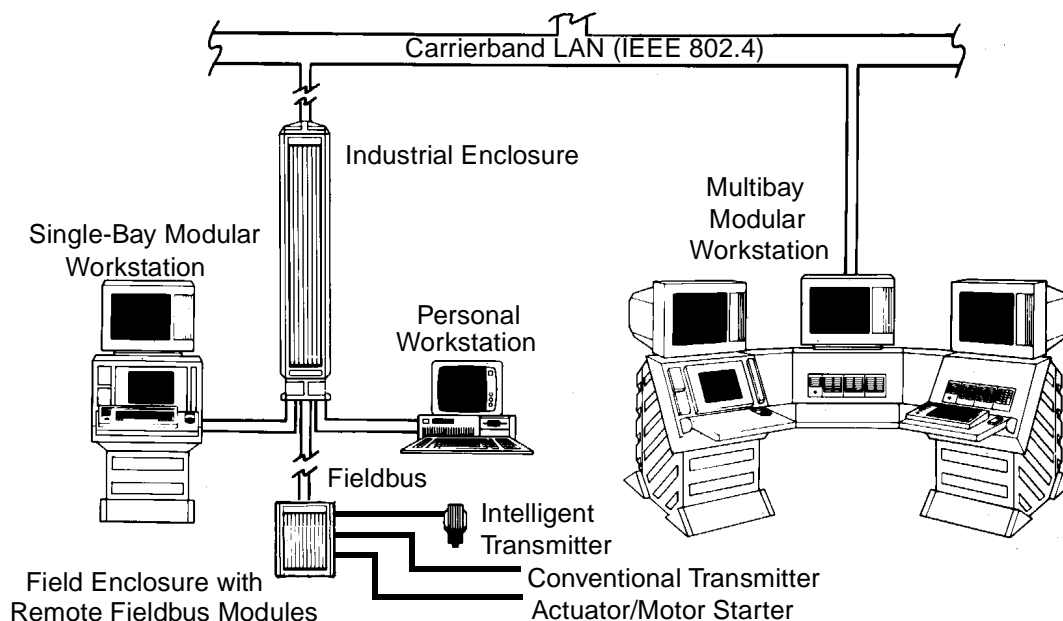 Carrierband LAN (IEEE 802.4)
Industrial Enclosure
Multibay
Modular
Workstation
Single-Bay Modular
Workstation
Personal
Workstation
Fieldbus
Intelligent
Transmitter
Conventional Transmitter
Actuator/Motor Starter
Field Enclosure with
Remote Fieldbus Modules